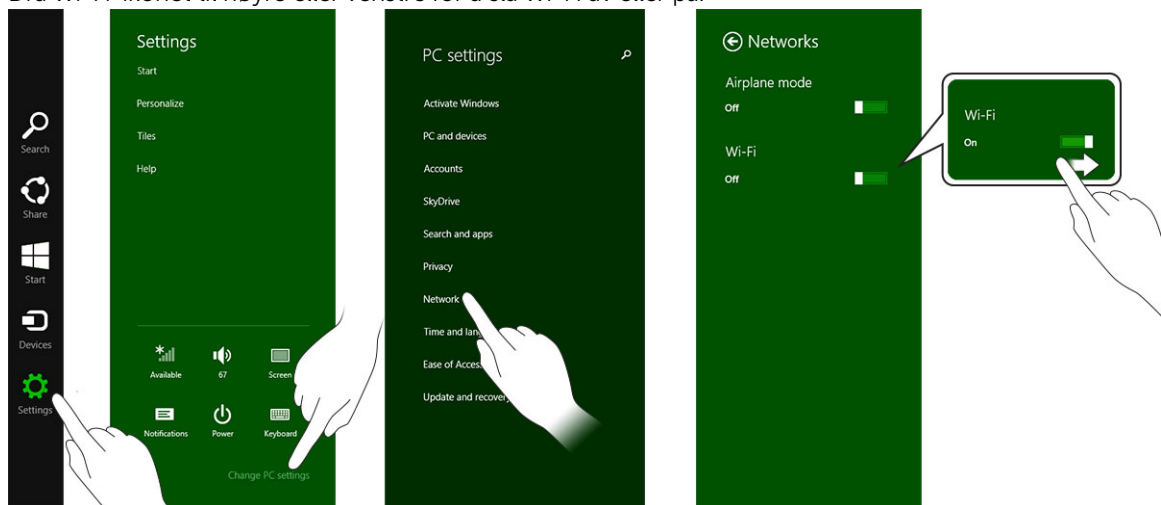 Search
Share
Start
Devices
Settings
Settings
Start
Personalize
Tiles
Help
Available
67
Screen
Notifications
Power
Keyboard
Change PC settings
PC settings
Activate Windows
PC and devices
Accounts
SkyDrive
Search and apps
Privacy
Network
Time and
Ease of
Update and recovery
Networks
Airplane mode
Off
Wi-Fi
Off
Wi-Fi
On